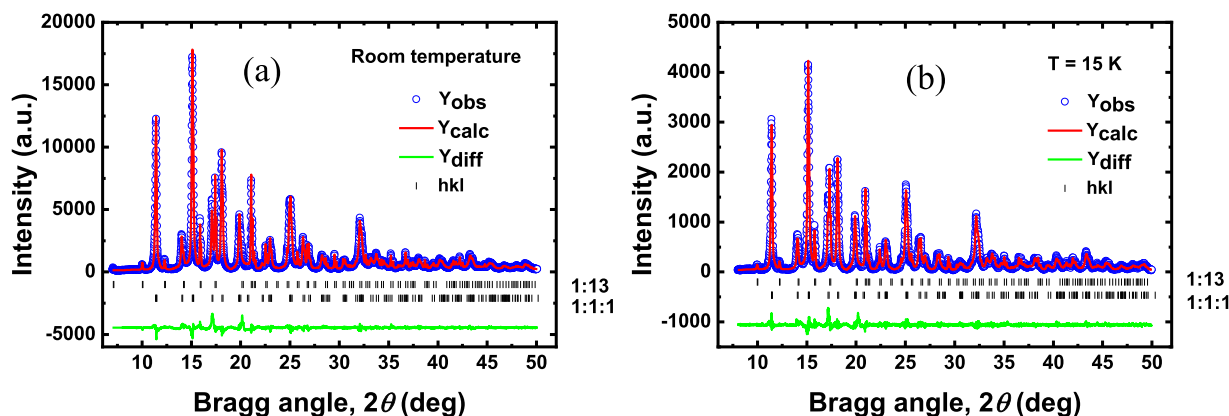 20000
15000
10000
5000
0
-5000
Intensity (a.u.)
(a)
Room temperature
Yobs
Ycalc
Ydiff
hkl
1:13
1:1:1
10 15 20 25 30 35 40 45 50
Bragg angle, 2θ (deg)
5000
4000
3000
2000
1000
0
-1000
Intensity (a.u.)
(b)
T = 15 K
Yobs
Ycalc
Ydiff
hkl
1:13
1:1:1
10 15 20 25 30 35 40 45 50
Bragg angle, 2θ (deg)